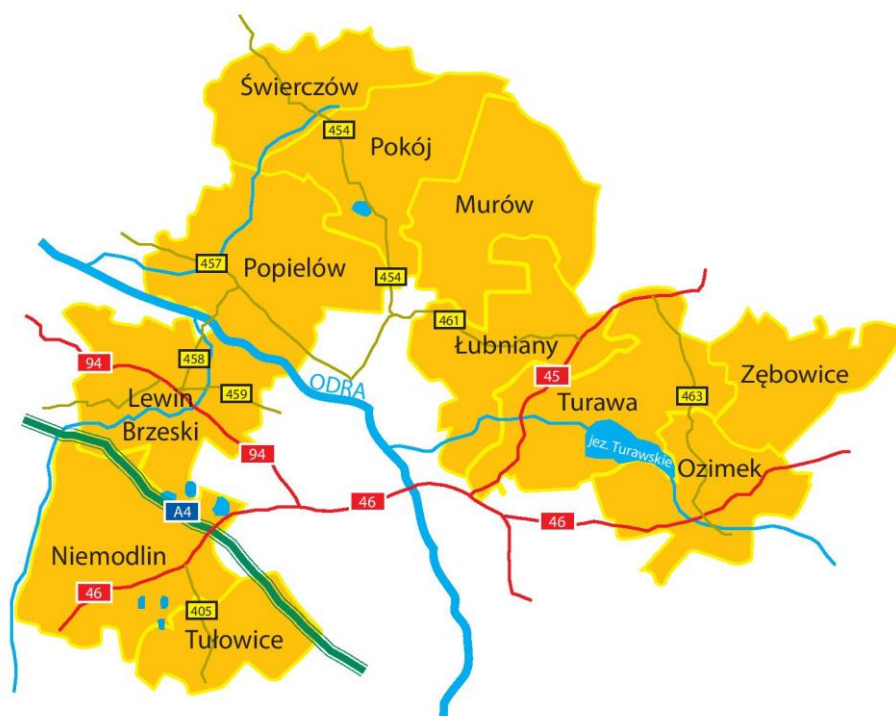 Świerczów
454
Pokój
Murów
457
Popielów
454
461
Łubniany
458
94
45
Zębowice
ODRA
Lewin
Brzeski
459
Turawa
463
94
jez. Turawskie
Ozimek
46
A4
46
Niemodlin
46
405
Tułowice